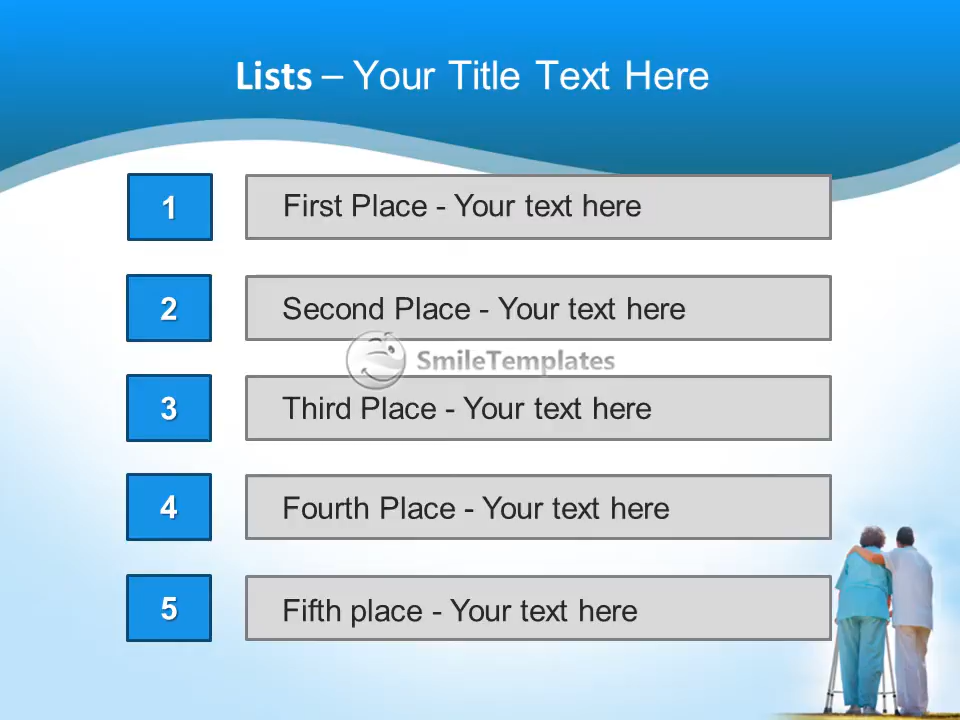 Lists – Your Title Text Here
1 First Place - Your text here
2 Second Place - Your text here
SmileTemplates
3 Third Place - Your text here
4 Fourth Place - Your text here
5 Fifth place - Your text here